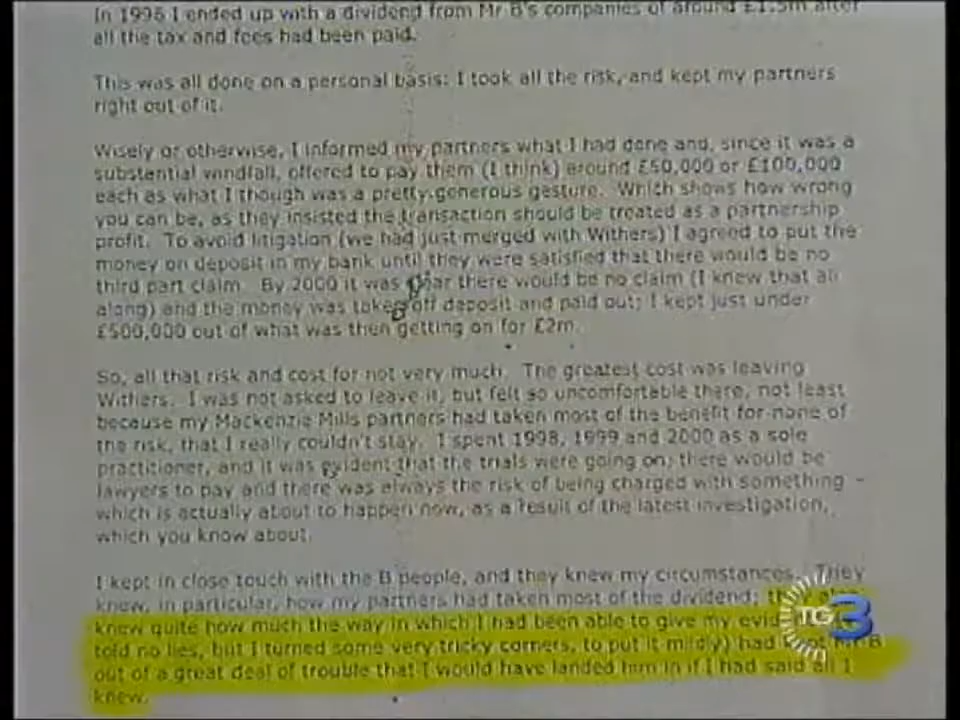 In 1996 I ended up with a dividend from Mr B's companies of around £1.5m after
all the tax and fees had been paid.
This was all done on a personal basis: I took all the risk, and kept my partners
right out of it.
Wisely or otherwise, I informed my partners what I had done and, since it was a
substantial windfall, offered to pay them (I think) around £50,000 or £100,000
each as what I though was a pretty generous gesture. Which shows how wrong
you can be, as they insisted the transaction should be treated as a partnership
profit. To avoid litigation (we had just merged with Withers) I agreed to put the
money on deposit in my bank until they were satisfied that there would be no
third part claim. By 2000 it was clear there would be no claim (I knew that all
along) and the money was taken off deposit and paid out; I kept just under
£500,000 out of what was then getting on for £2m.
So, all that risk and cost for not very much. The greatest cost was leaving
Withers. I was not asked to leave it, but felt so uncomfortable there, not least
because my Mackenzie Mills partners had taken most of the benefit for none of
the risk, that I really couldn't stay. I spent 1998, 1999 and 2000 as a sole
practitioner, and it was evident that the trials were going on; there would be
lawyers to pay and there was always the risk of being charged with something -
which is actually about to happen now, as a result of the latest investigation,
which you know about.
I kept in close touch with the B people, and they knew my circumstances. They
knew, in particular, how my partners had taken most of the dividend; they
knew quite how much the way in which I had been able to give my
told no lies, but I turned some very tricky corners, to put it mildly) had kept Mr B
out of a great deal of trouble that I would have landed him in if I had said all I
knew.
TG3